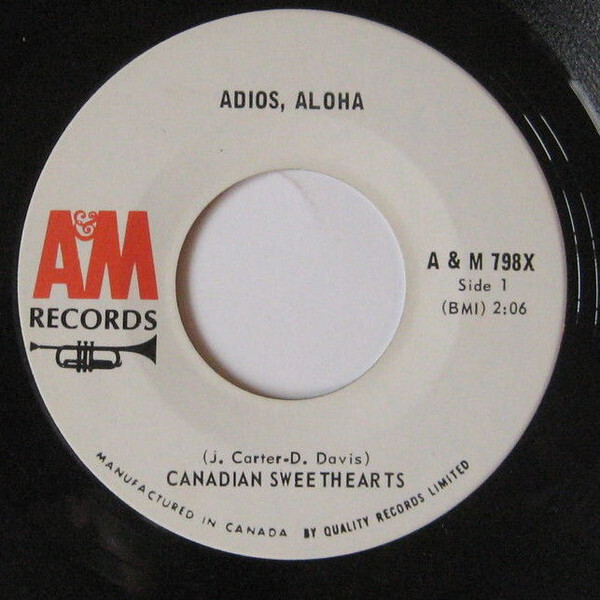 ADIOS, ALOHA
A&M
RECORDS
A & M 798X
Side 1
(BMI) 2:06
(J. Carter-D. Davis)
CANADIAN SWEETHEARTS
MANUFACTURED IN CANADA BY QUALITY RECORDS LIMITED